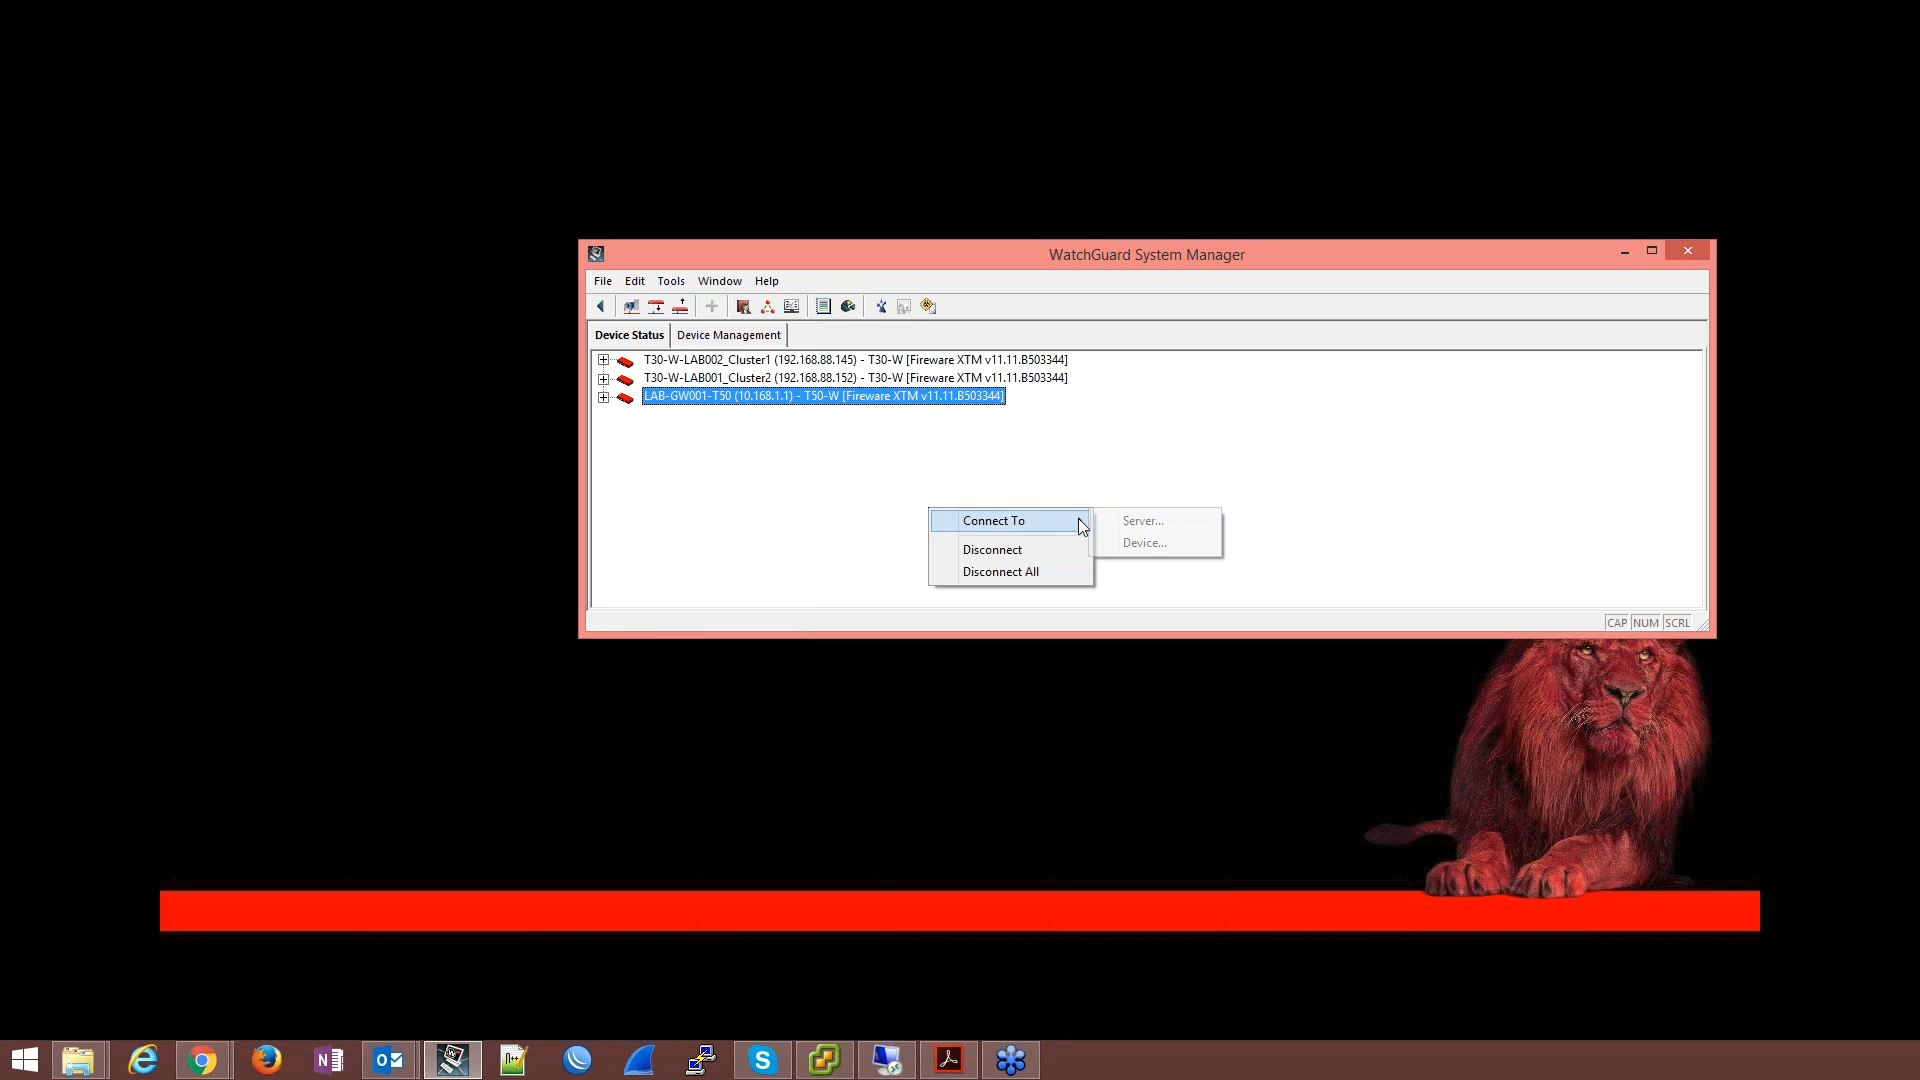 WatchGuard System Manager
File Edit Tools Window Help
Device Status Device Management
T30-W-LAB002_Cluster1 (192.168.88.145) - T30-W [Fireware XTM v11.11.B503344]
T30-W-LAB001_Cluster2 (192.168.88.152) - T30-W [Fireware XTM v11.11.B503344]
LAB-GW001-T50 (10.168.1.1) - T50-W [Fireware XTM v11.11.B503344]
Connect To
Server...
Device...
Disconnect
Disconnect All
CAP NUM SCRL